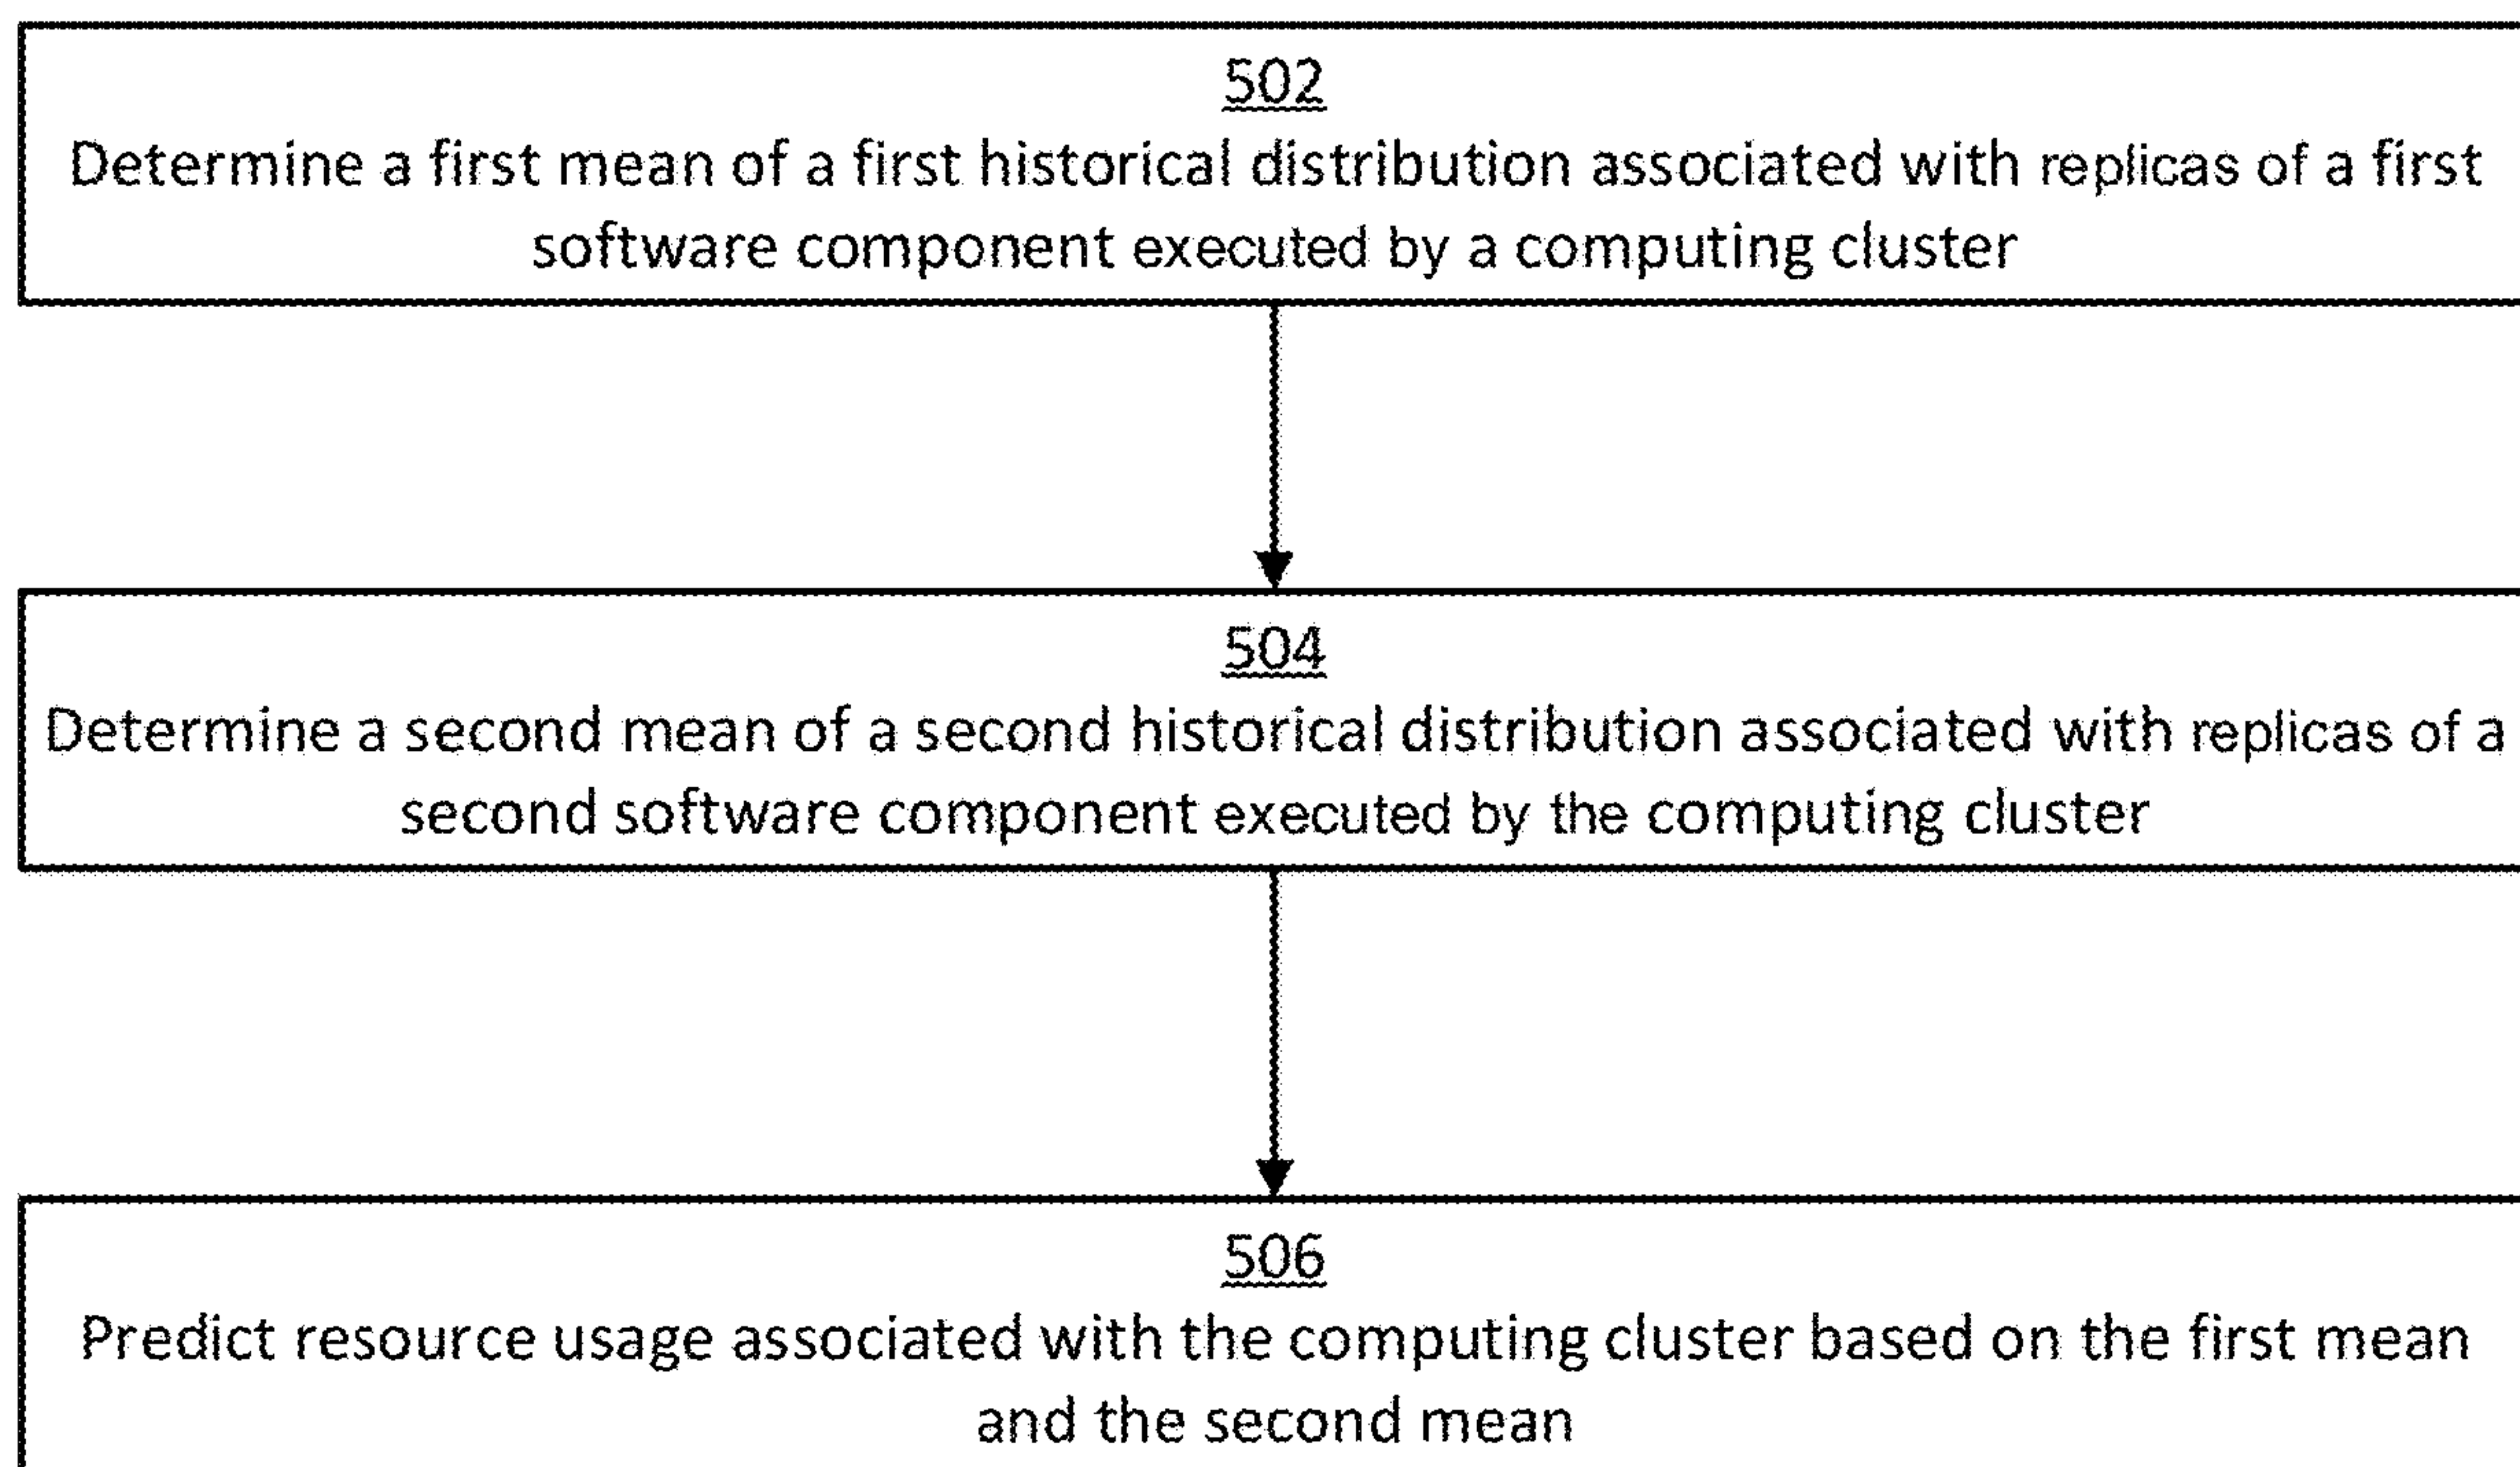 502
Determine a first mean of a first historical distribution associated with replicas of a first
software component executed by a computing cluster
504
Determine a second mean of a second historical distribution associated with replicas of a
second software component executed by the computing cluster
506
Predict resource usage associated with the computing cluster based on the first mean
and the second mean